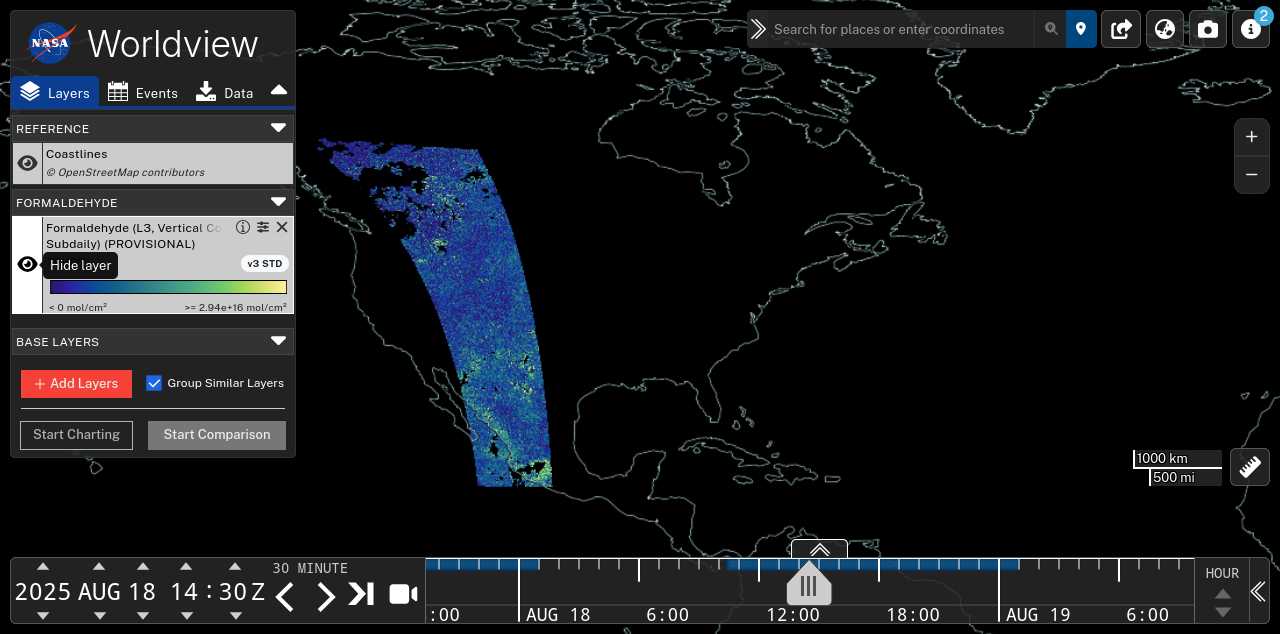 NASA Worldview
Search for places or enter coordinates
2
Layers Events Data
REFERENCE
Coastlines
© OpenStreetMap contributors
FORMALDEHYDE
Formaldehyde (L3, Vertical Co
Subdaily) (PROVISIONAL)
Hide layer
v3 STD
< 0 mol/cm² >= 2.94e+16 mol/cm²
BASE LAYERS
+ Add Layers Group Similar Layers
Start Charting Start Comparison
+
−
1000 km
500 mi
30 MINUTE
2025 AUG 18 14 : 30 Z
:00 AUG 18 6:00 12:00 18:00 AUG 19 6:00
HOUR